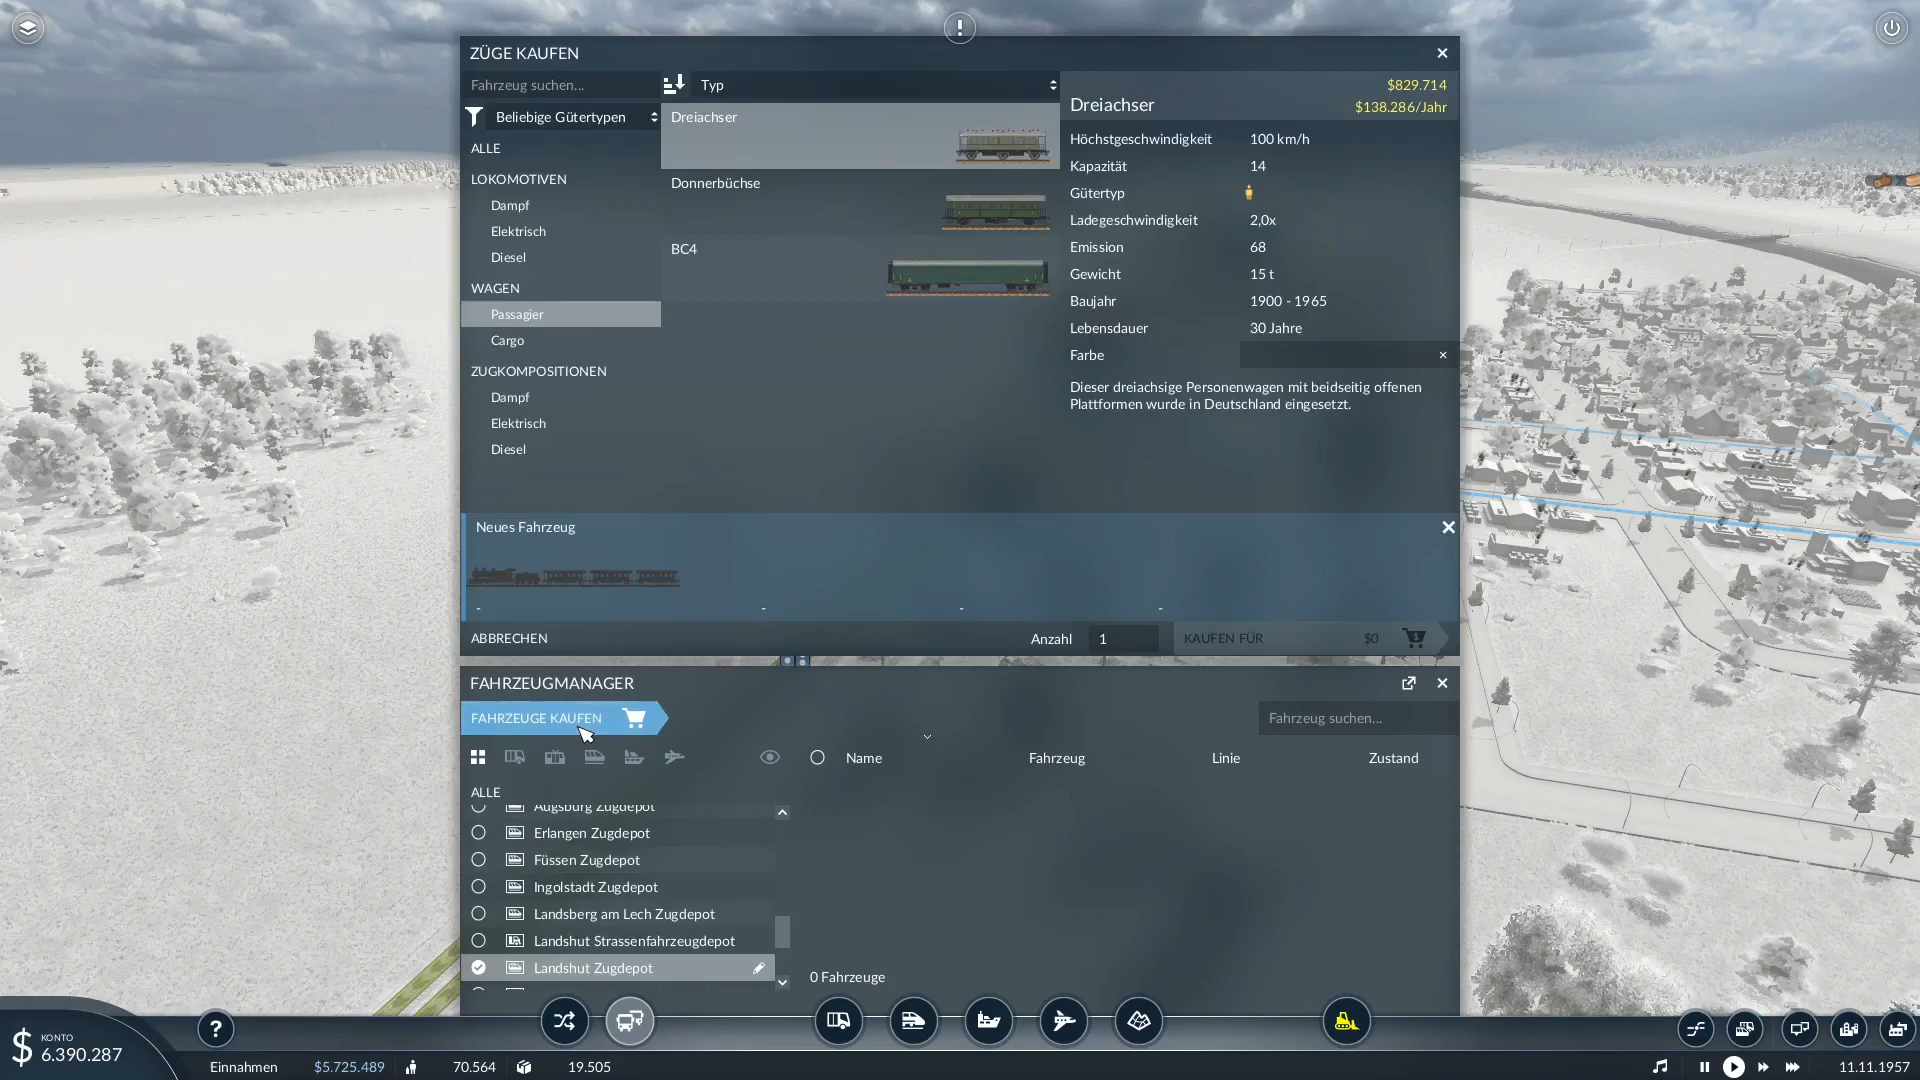 ZÜGE KAUFEN
Fahrzeug suchen...
Typ
Beliebige Gütertypen
ALLE
LOKOMOTIVEN
Dampf
Elektrisch
Diesel
WAGEN
Passagier
Cargo
ZUGKOMPOSITIONEN
Dampf
Elektrisch
Diesel
Dreiachser
Donnerbüchse
BC4
$829.714
Dreiachser
$138.286/Jahr
Höchstgeschwindigkeit 100 km/h
Kapazität 14
Gütertyp
Ladegeschwindigkeit 2,0x
Emission 68
Gewicht 15 t
Baujahr 1900 - 1965
Lebensdauer 30 Jahre
Farbe
Dieser dreiachsige Personenwagen mit beidseitig offenen
Plattformen wurde in Deutschland eingesetzt.
Neues Fahrzeug
- - - -
ABBRECHEN
Anzahl 1
KAUFEN FÜR $0
FAHRZEUGMANAGER
FAHRZEUGE KAUFEN
Fahrzeug suchen...
Name Fahrzeug Linie Zustand
ALLE
Augsburg Zugdepot
Erlangen Zugdepot
Füssen Zugdepot
Ingolstadt Zugdepot
Landsberg am Lech Zugdepot
Landshut Strassenfahrzeugdepot
Landshut Zugdepot
0 Fahrzeuge
KONTO
$ 6.390.287
?
Einnahmen $5.725.489 70.564 19.505
11.11.1957